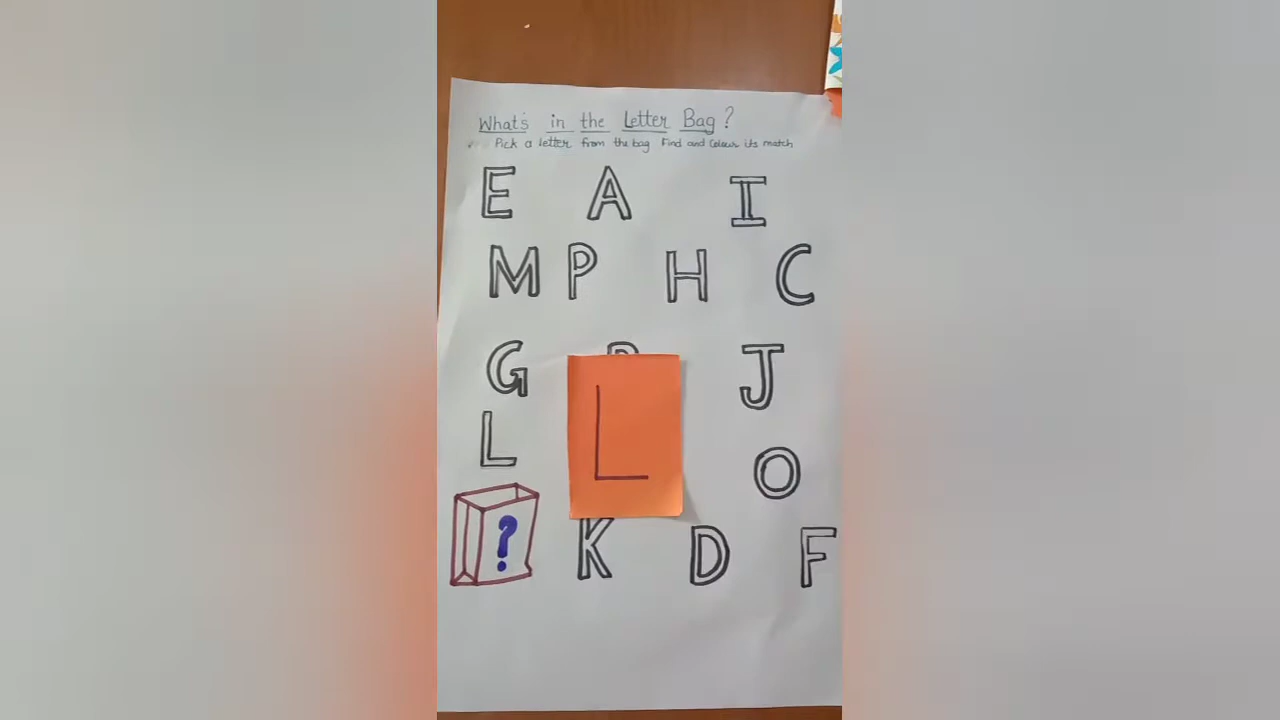 What's in the Letter Bag?
Pick a letter from the bag Find and Colour its match
E A I
M P H C
G J
L L O
?
K D F